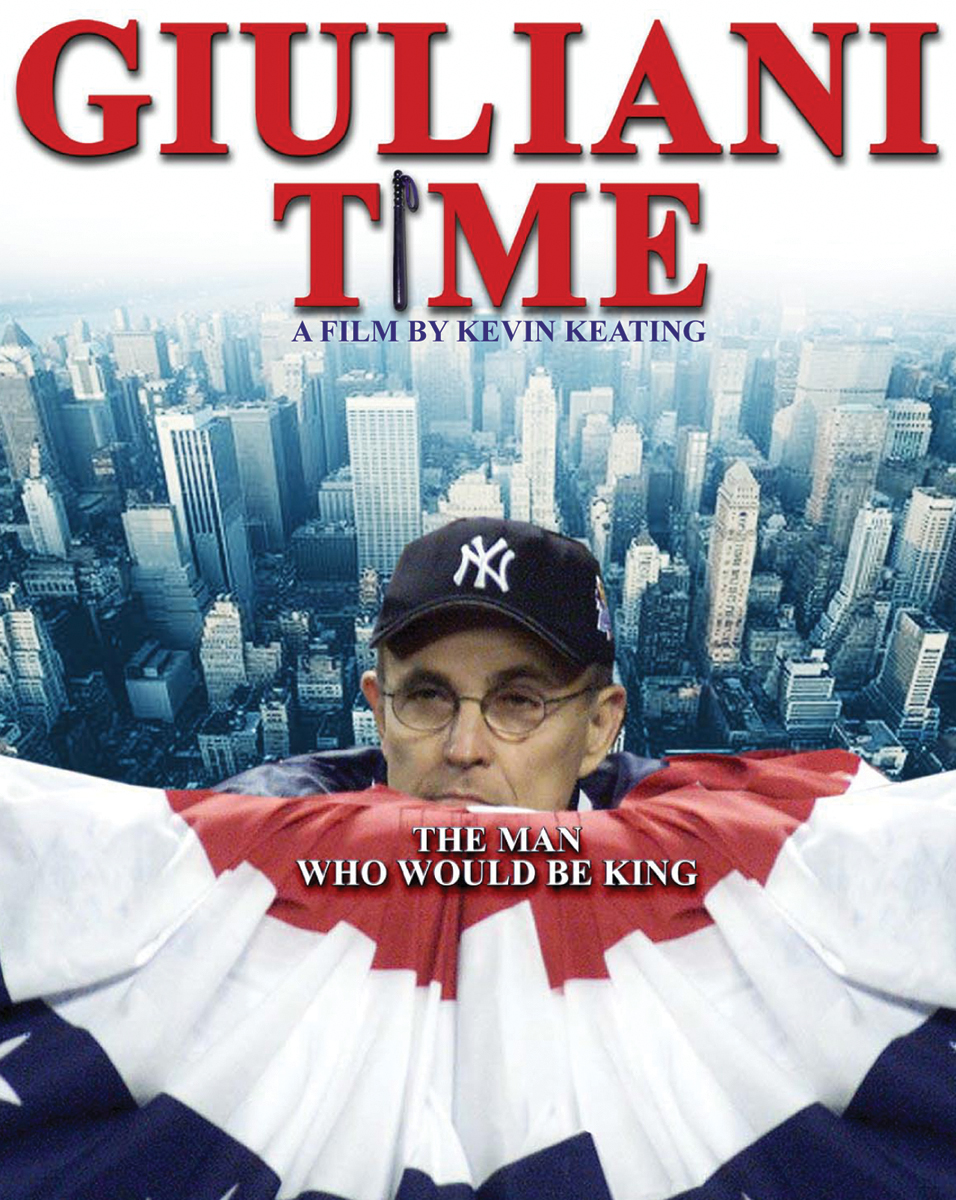 GIULIANI
TIME
A FILM BY KEVIN KEATING
NY
THE MAN
WHO WOULD BE KING